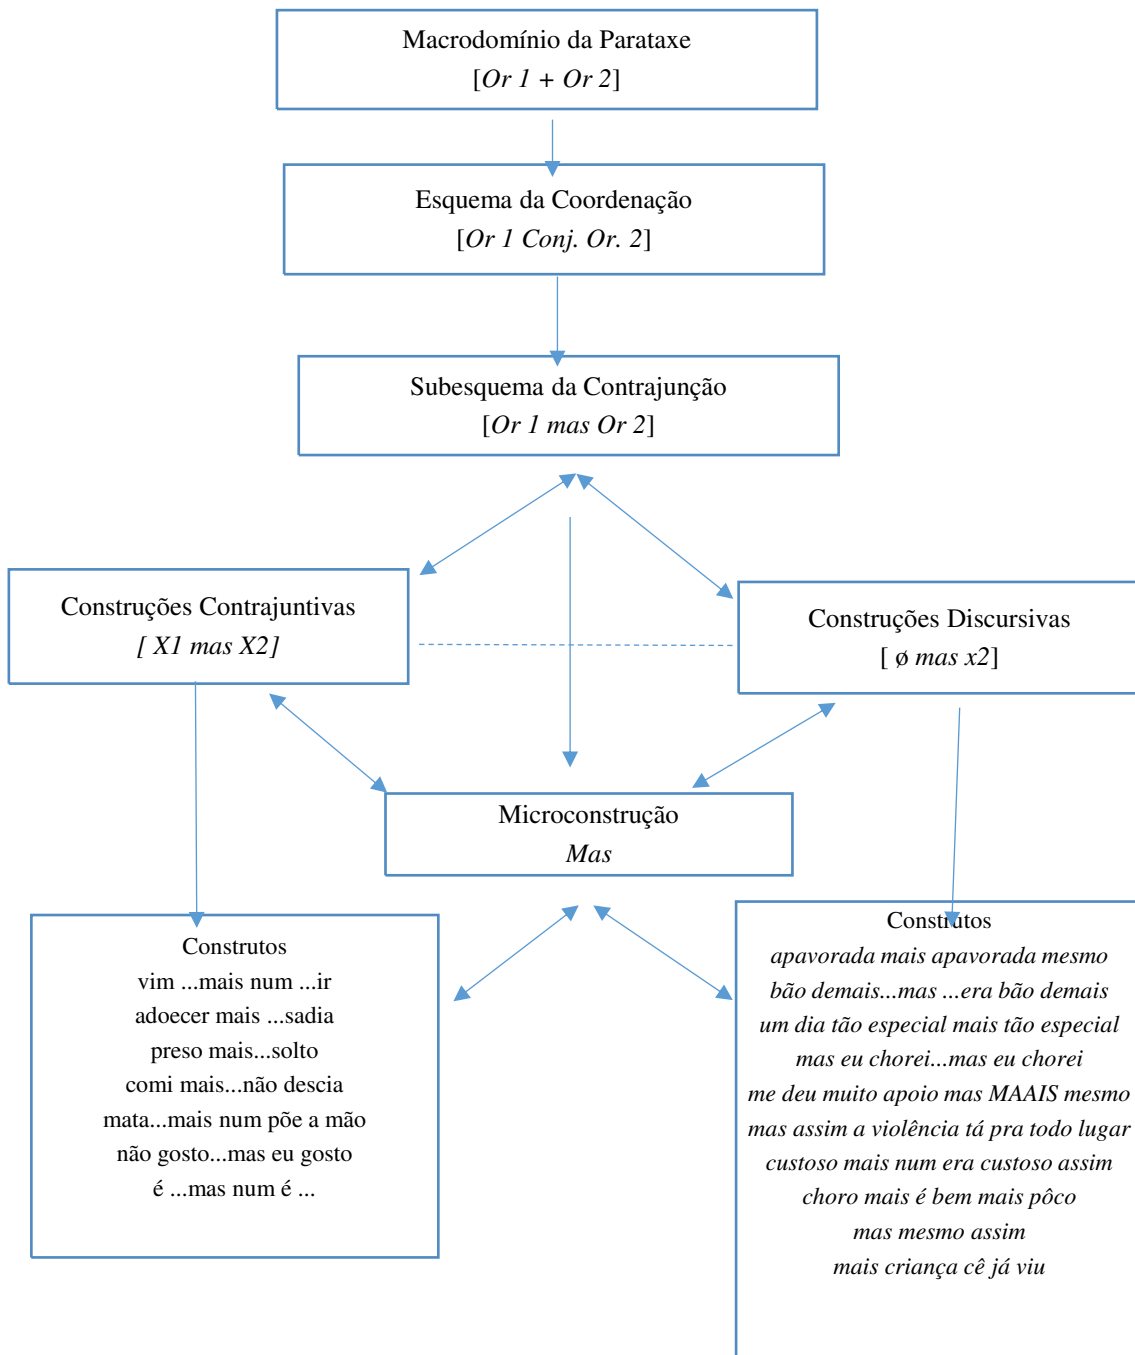 Macrodomínio da Parataxe
[Or 1 + Or 2]
Esquema da Coordenação
[Or 1 Conj. Or. 2]
Subesquema da Contrajunção
[Or 1 mas Or 2]
Construções Contrajuntivas
[ X1 mas X2]
Construções Discursivas
[ ø mas x2]
Microconstrução
Mas
Construtos
vim ...mais num ...ir
adoecer mais ...sadia
preso mais...solto
comi mais...não descia
mata...mais num põe a mão
não gosto...mas eu gosto
é ...mas num é ...
Construtos
apavorada mais apavorada mesmo
bão demais...mas ...era bão demais
um dia tão especial mais tão especial
mas eu chorei...mas eu chorei
me deu muito apoio mas MAAIS mesmo
mas assim a violência tá pra todo lugar
custoso mais num era custoso assim
choro mais é bem mais pôco
mas mesmo assim
mais criança cê já viu